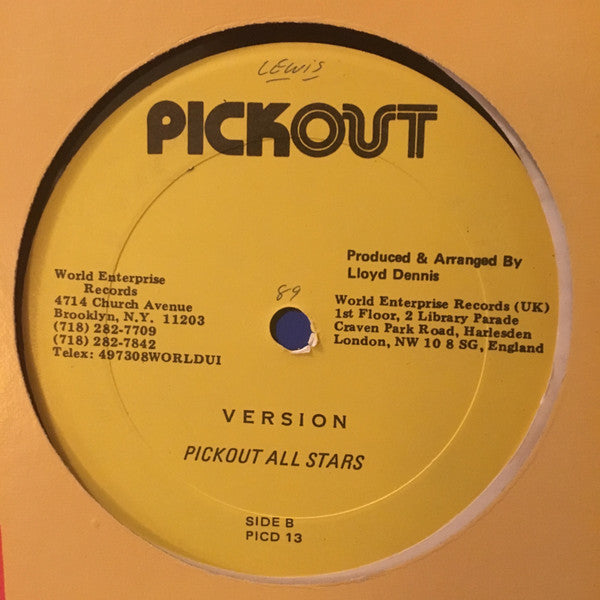 LEWIS
PICKOUT
Produced & Arranged By
Lloyd Dennis
World Enterprise
Records
4714 Church Avenue
Brooklyn, N.Y. 11203
(718) 282-7709
(718) 282-7842
Telex: 497308WORLDUI
89
World Enterprise Records (UK)
1st Floor, 2 Library Parade
Craven Park Road, Harlesden
London, NW 10 8 SG, England
VERSION
PICKOUT ALL STARS
SIDE B
PICD 13